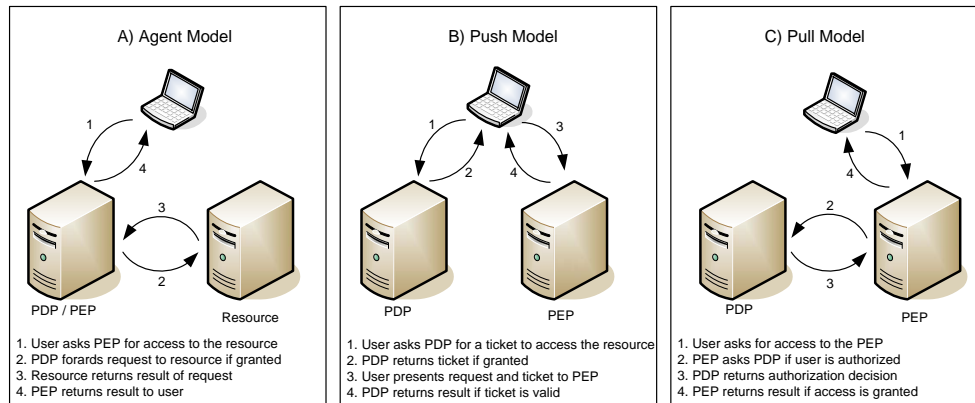 A) Agent Model
1
4
3
2
PDP / PEP
Resource
1. User asks PEP for access to the resource
2. PDP forards request to resource if granted
3. Resource returns result of request
4. PEP returns result to user
B) Push Model
1
3
2
4
PDP
PEP
1. User asks PDP for a ticket to access the resource
2. PDP returns ticket if granted
3. User presents request and ticket to PEP
4. PDP returns result if ticket is valid
C) Pull Model
1
4
2
3
PDP
PEP
1. User asks for access to the PEP
2. PEP asks PDP if user is authorized
3. PDP returns authorization decision
4. PEP returns result if access is granted